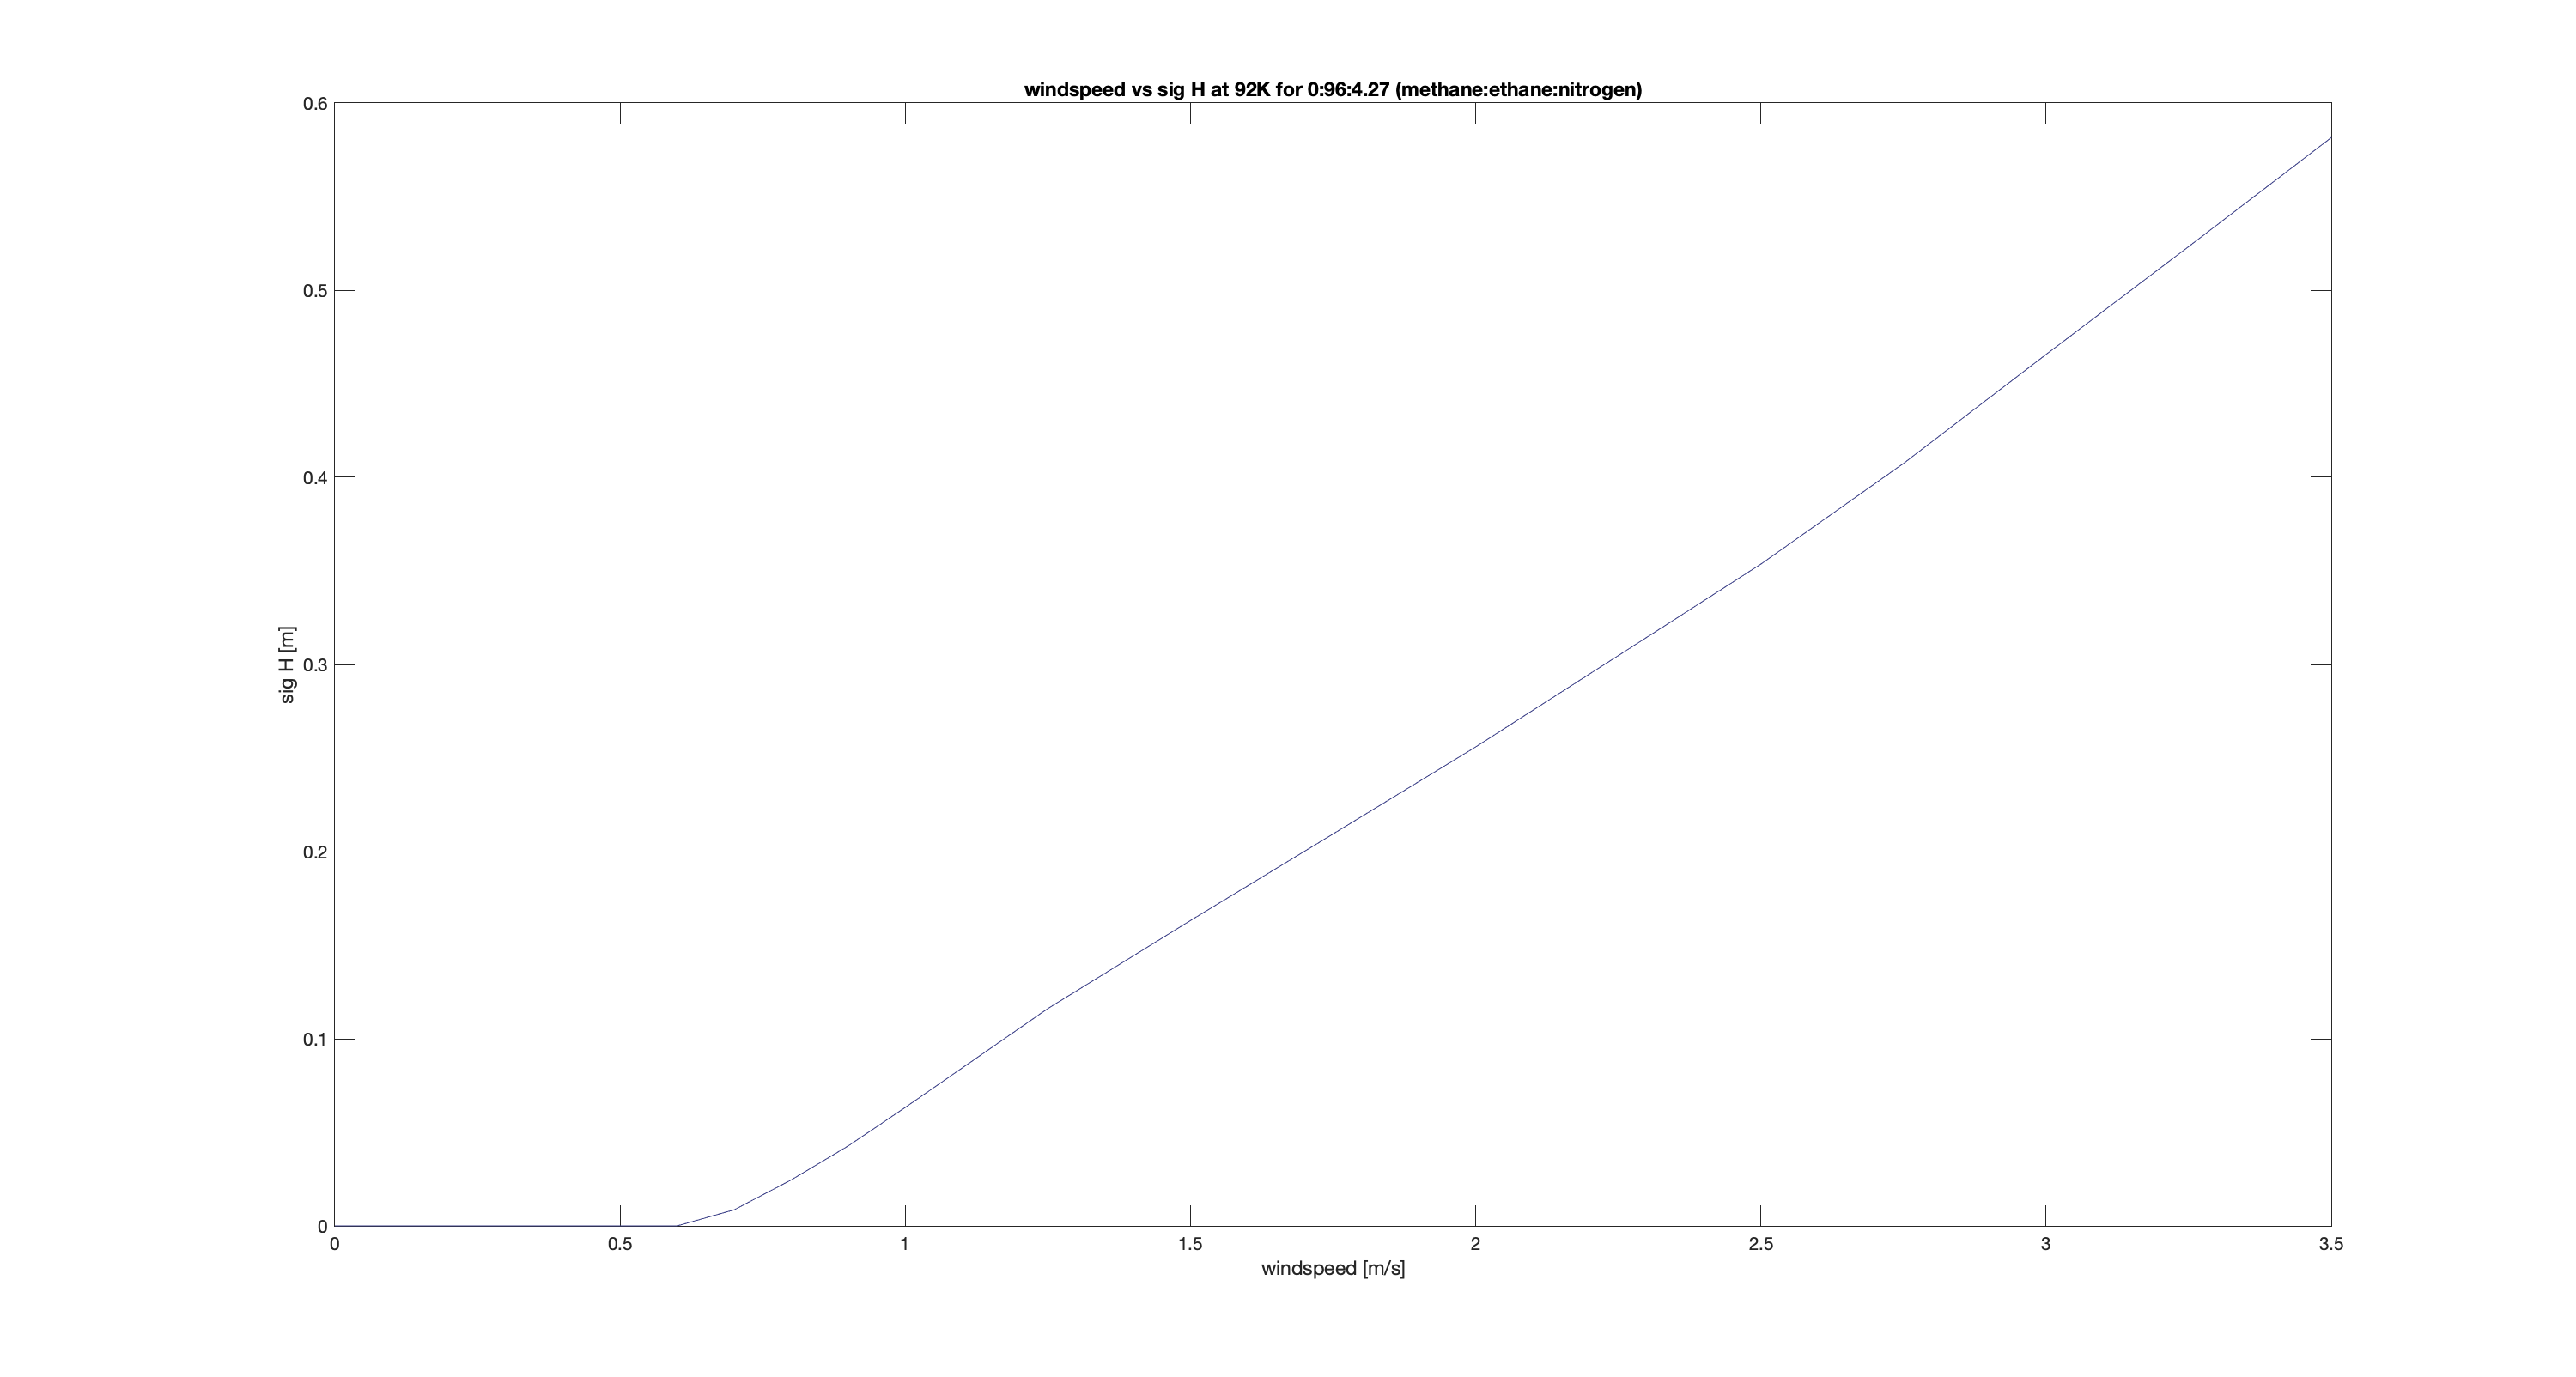 windspeed vs sig H at 92K for 0:96:4.27 (methane:ethane:nitrogen)
0.6
0.5
0.4
0.3
0.2
0.1
0
sig H [m]
0 0.5 1 1.5 2 2.5 3 3.5
windspeed [m/s]